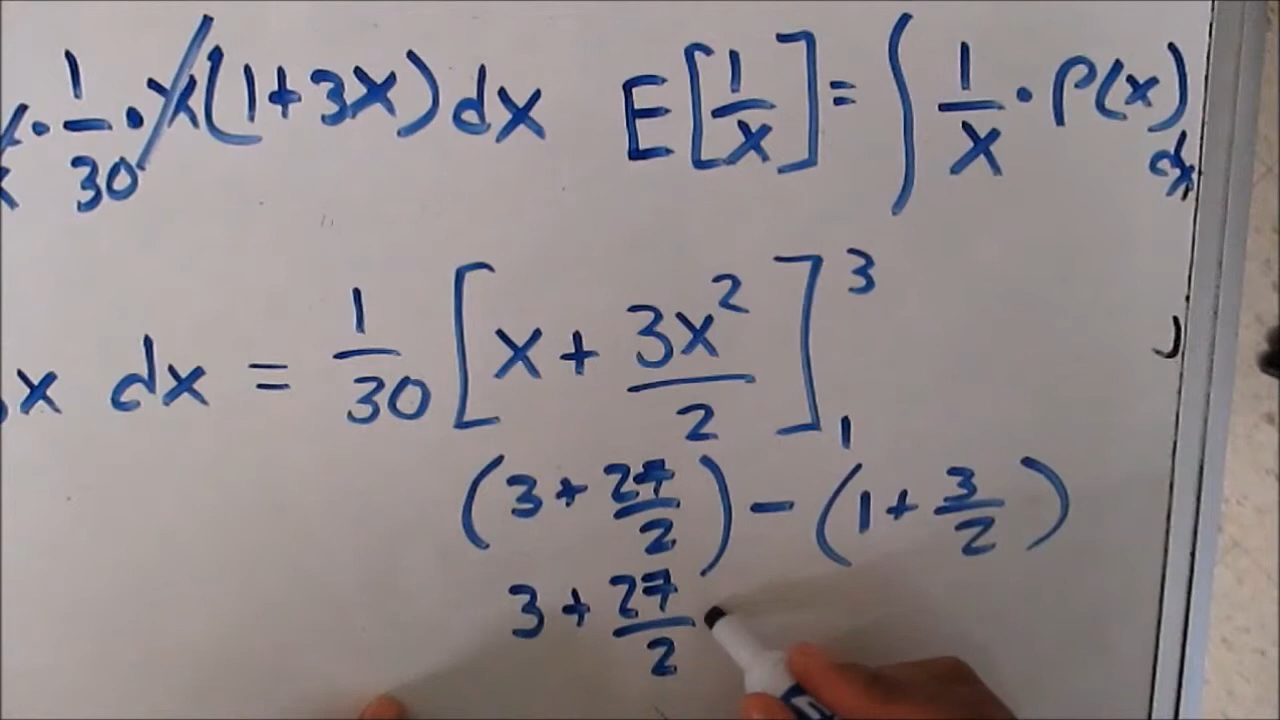 · 1/30 · x(1+3x) dx   E[1/x] = ∫ 1/x · P(x) dx
x dx = 1/30 [x + 3x²/2]₁³
(3 + 27/2) − (1 + 3/2)
3 + 27/2